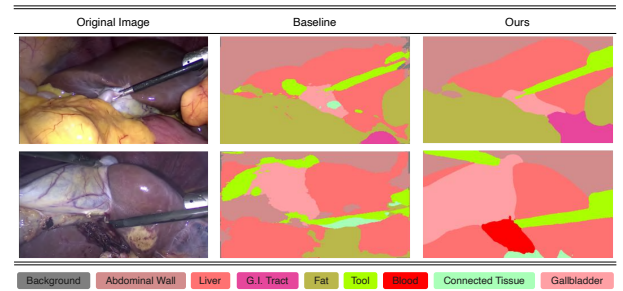 Original Image Baseline Ours
Background Abdominal Wall Liver G.I. Tract Fat Tool Blood Connected Tissue Gallbladder